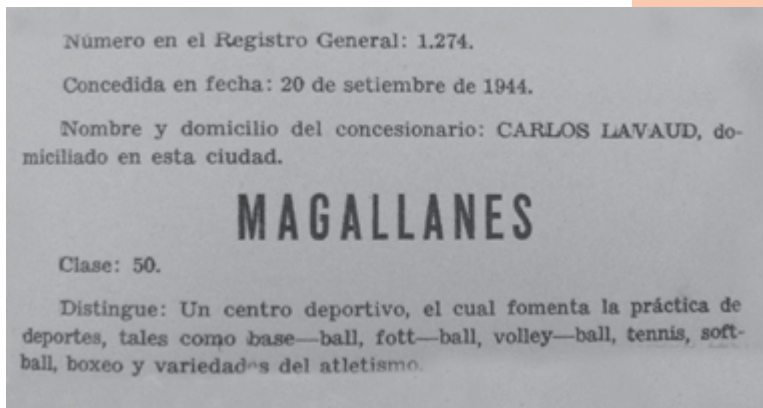 Número en el Registro General: 1.274.
Concedida en fecha: 20 de setiembre de 1944.
Nombre y domicilio del concesionario: CARLOS LAVAUD, do-
miciliado en esta ciudad.
MAGALLANES
Clase: 50.
Distingue: Un centro deportivo, el cual fomenta la práctica de
deportes, tales como base—ball, fott—ball, volley—ball, tennis, soft-
ball, boxeo y variedades del atletismo.